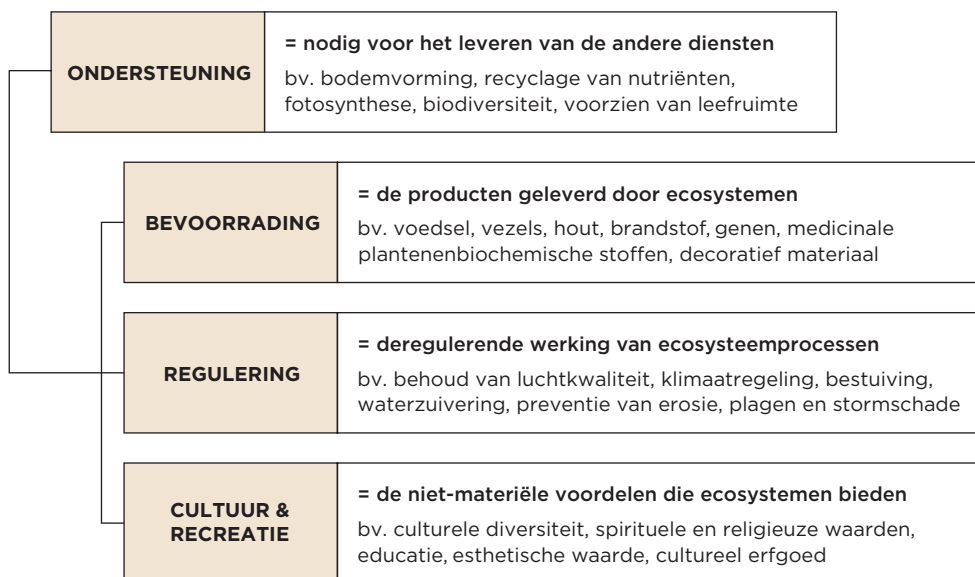 ONDERSTEUNING
= nodig voor het leveren van de andere diensten
bv. bodemvorming, recyclage van nutriënten,
fotosynthese, biodiversiteit, voorzien van leefruimte
BEVOORRADING
= de producten geleverd door ecosystemen
bv. voedsel, vezels, hout, brandstof, genen, medicinale
plantenenbiochemische stoffen, decoratief materiaal
REGULERING
= deregulerende werking van ecosysteemprocessen
bv. behoud van luchtkwaliteit, klimaatregeling, bestuiving,
waterzuivering, preventie van erosie, plagen en stormschade
CULTUUR &
RECREATIE
= de niet-materiële voordelen die ecosystemen bieden
bv. culturele diversiteit, spirituele en religieuze waarden,
educatie, esthetische waarde, cultureel erfgoed